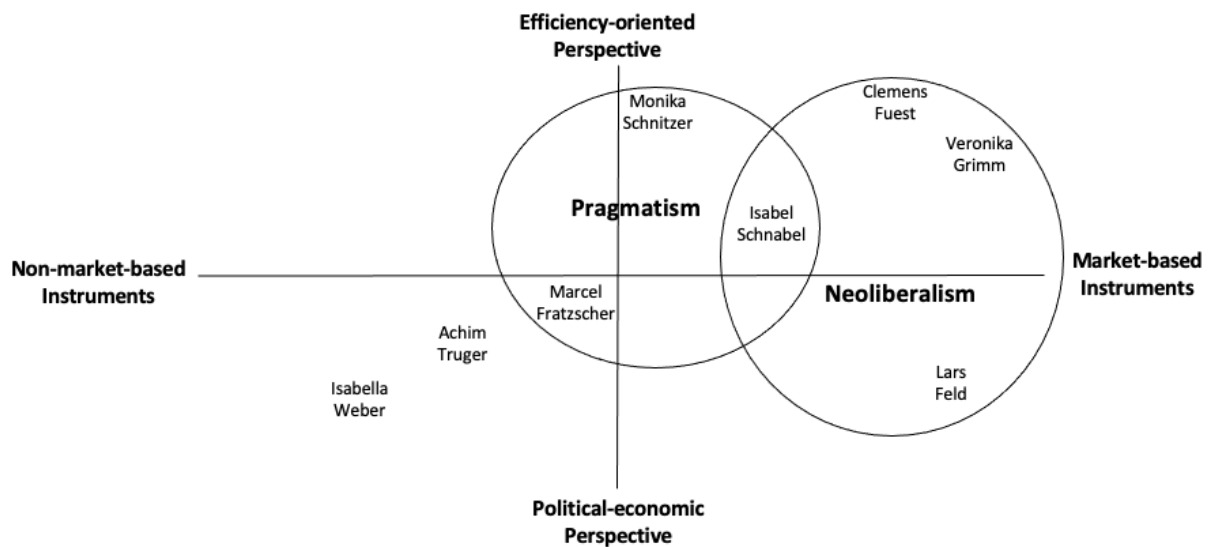 Efficiency-oriented
Perspective
Monika
Schnitzer
Clemens
Fuest
Veronika
Grimm
Pragmatism
Isabel
Schnabel
Non-market-based
Instruments
Market-based
Instruments
Marcel
Fratzscher
Neoliberalism
Achim
Truger
Isabella
Weber
Lars
Feld
Political-economic
Perspective